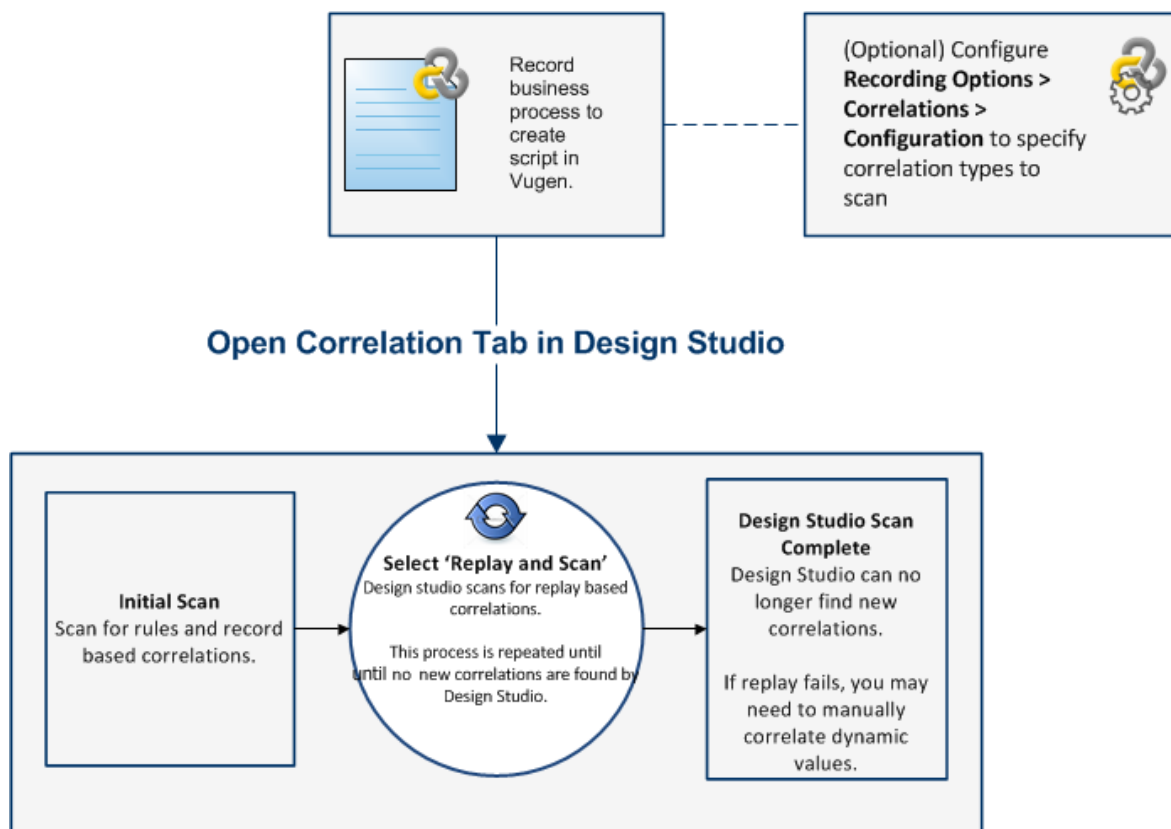 Record
business
process to
create
script in
Vugen.
(Optional) Configure
Recording Options >
Correlations >
Configuration to specify
correlation types to
scan
Open Correlation Tab in Design Studio
Initial Scan
Scan for rules and record
based correlations.
Select ‘Replay and Scan’
Design studio scans for replay based
correlations.
This process is repeated until
until no new correlations are found by
Design Studio.
Design Studio Scan
Complete
Design Studio can no
longer find new
correlations.
If replay fails, you may
need to manually
correlate dynamic
values.